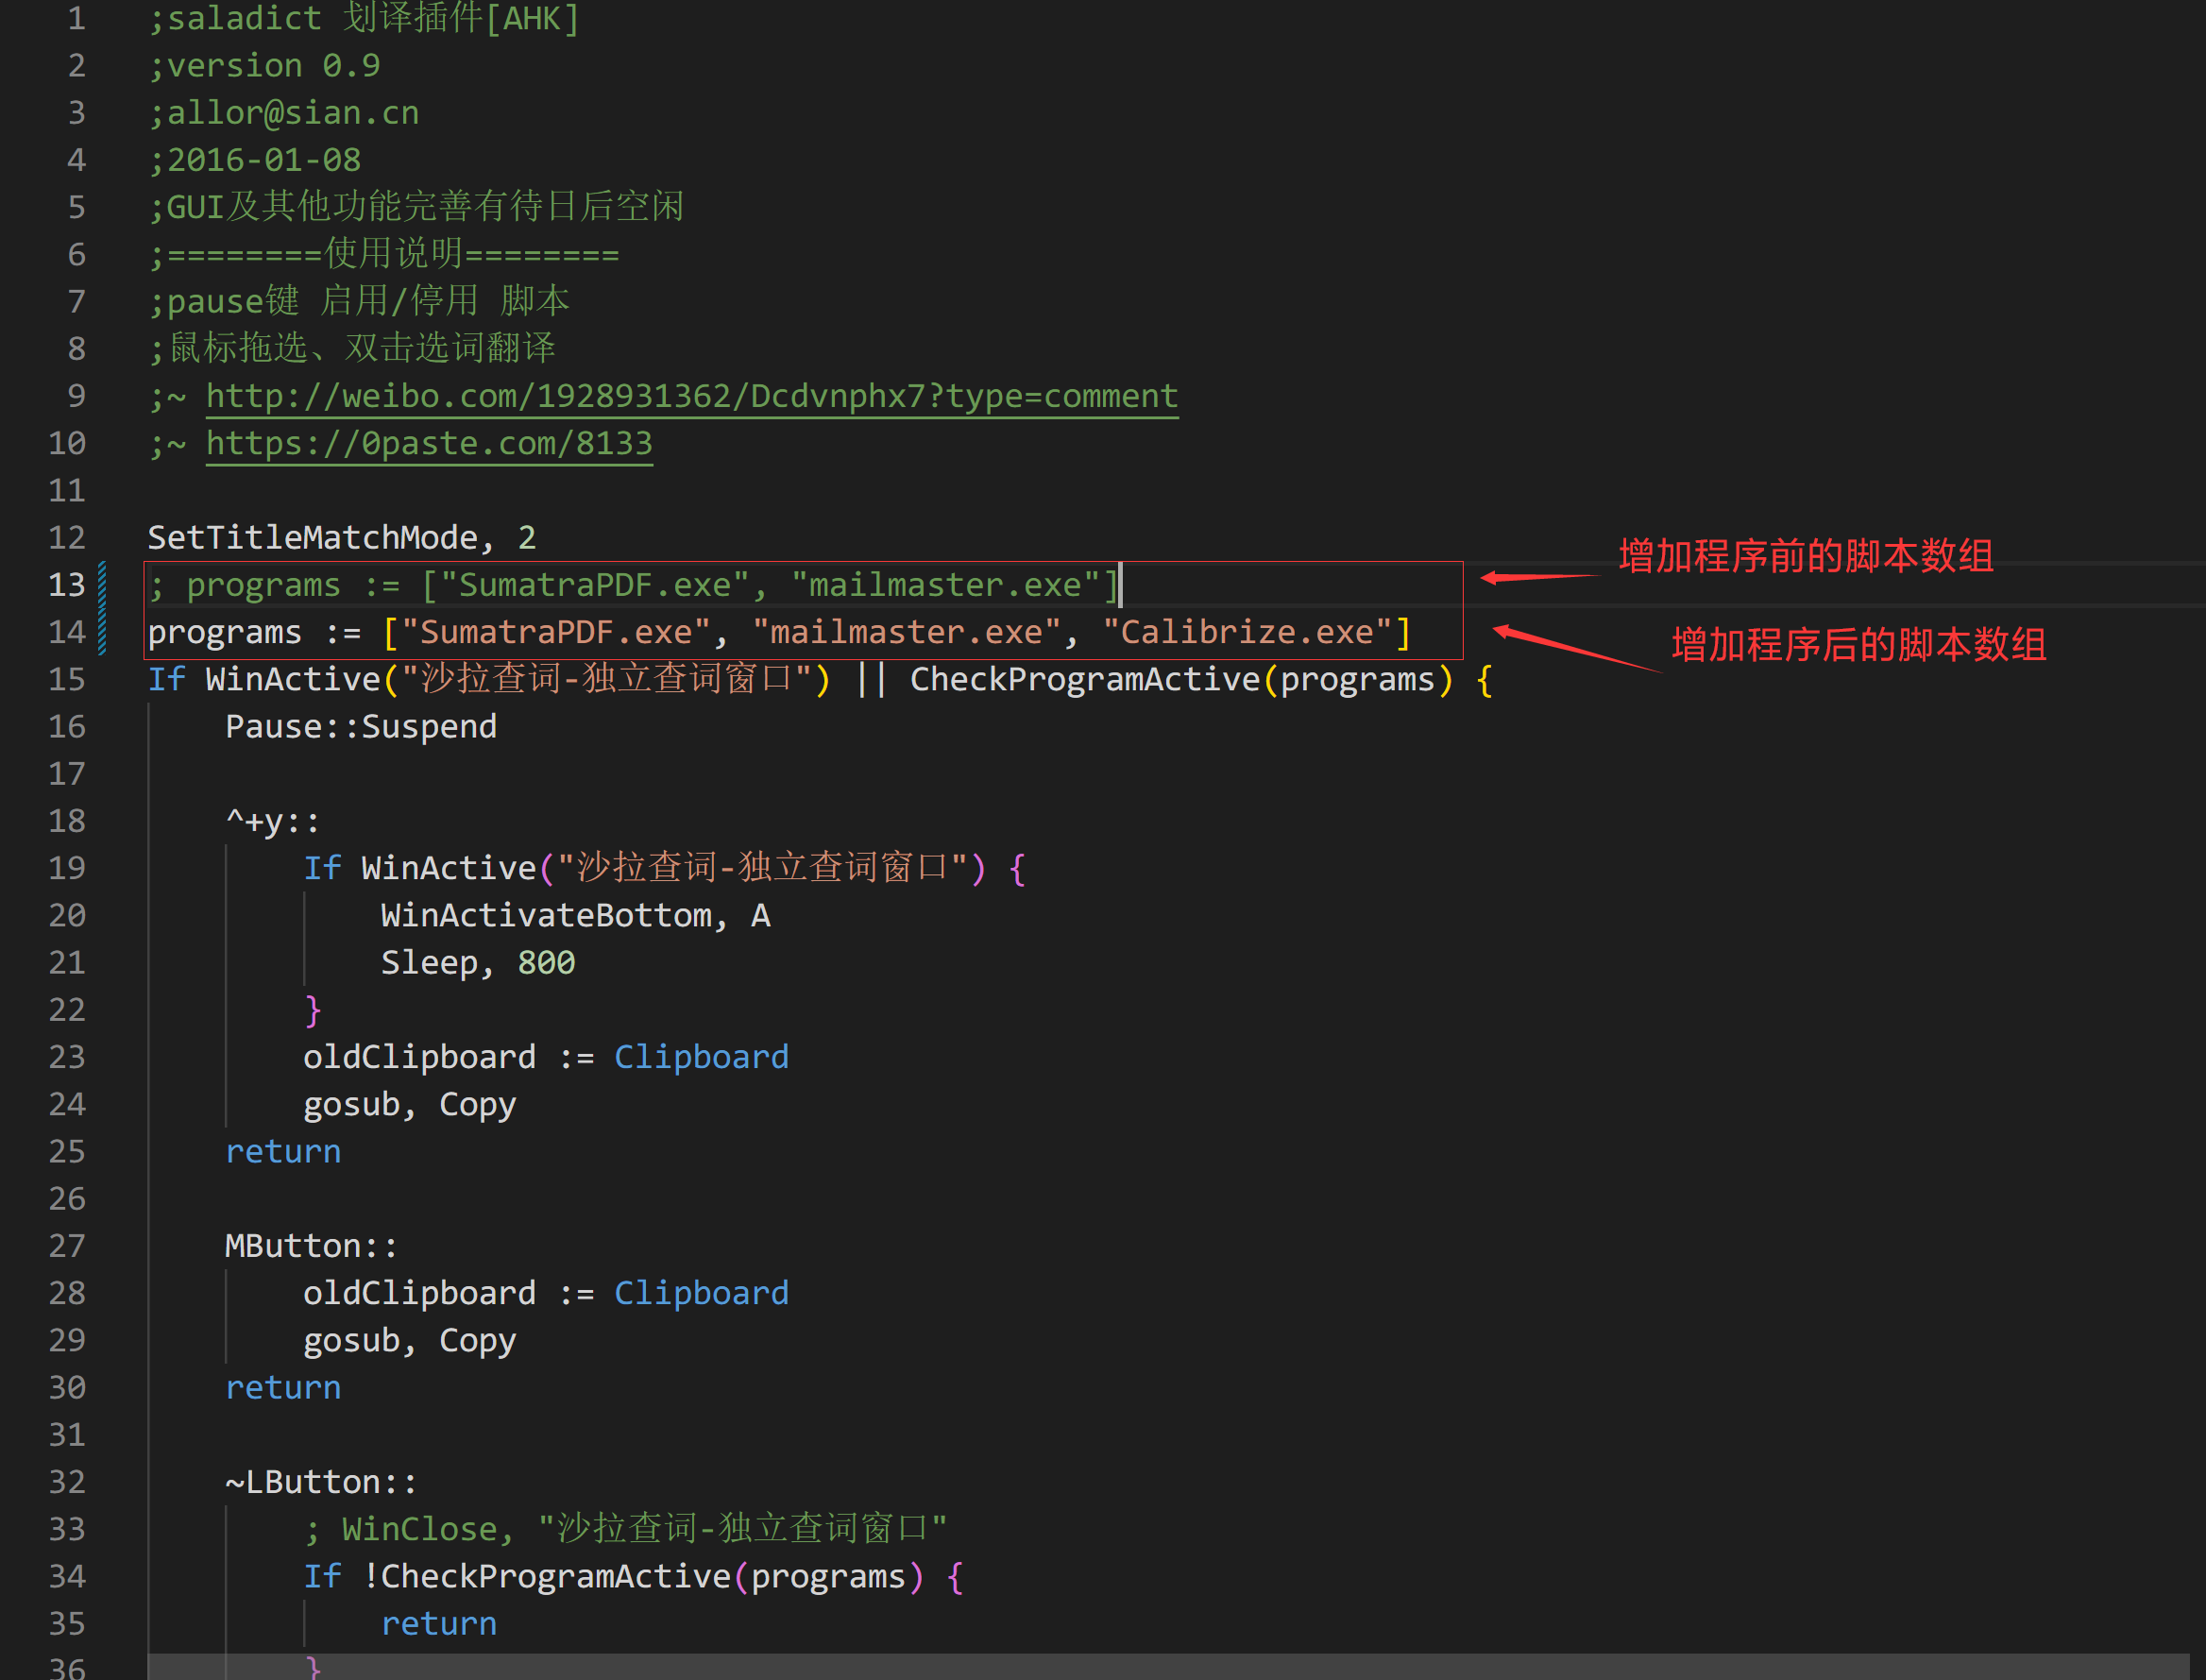 1 ;saladict 划译插件[AHK]
2 ;version 0.9
3 ;allor@sian.cn
4 ;2016-01-08
5 ;GUI及其他功能完善有待日后空闲
6 ;========使用说明========
7 ;pause键 启用/停用 脚本
8 ;鼠标拖选、双击选词翻译
9 ;~ http://weibo.com/1928931362/Dcdvnphx7?type=comment
10 ;~ https://0paste.com/8133
11
12 SetTitleMatchMode, 2
增加程序前的脚本数组
13 ; programs := ["SumatraPDF.exe", "mailmaster.exe"]
14 programs := ["SumatraPDF.exe", "mailmaster.exe", "Calibrize.exe"]
增加程序后的脚本数组
15 If WinActive("沙拉查词-独立查词窗口") || CheckProgramActive(programs) {
16 Pause::Suspend
17
18 ^+y::
19 If WinActive("沙拉查词-独立查词窗口") {
20 WinActivateBottom, A
21 Sleep, 800
22 }
23 oldClipboard := Clipboard
24 gosub, Copy
25 return
26
27 MButton::
28 oldClipboard := Clipboard
29 gosub, Copy
30 return
31
32 ~LButton::
33 ; WinClose, "沙拉查词-独立查词窗口"
34 If !CheckProgramActive(programs) {
35 return
36 }